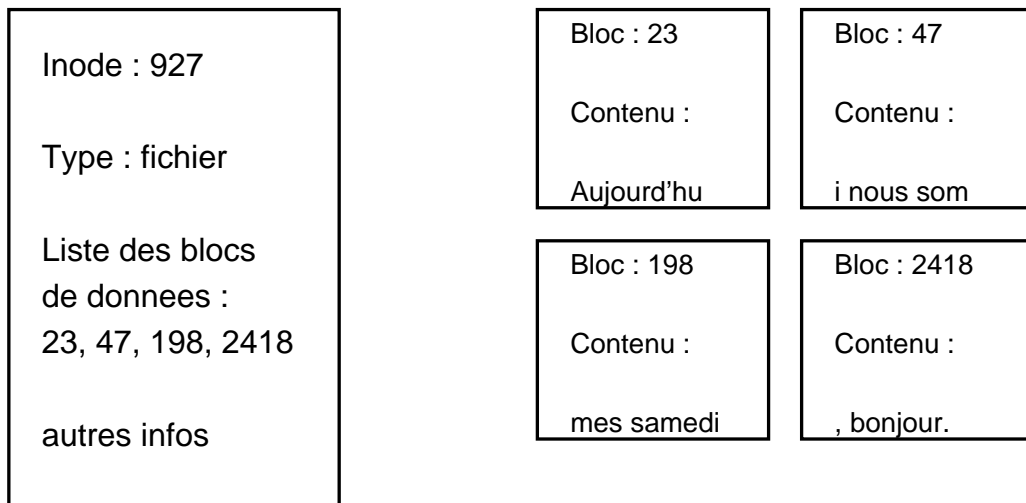 Inode : 927
Type : fichier
Liste des blocs
de donnees :
23, 47, 198, 2418
autres infos
Bloc : 23
Contenu :
Aujourd'hu
Bloc : 47
Contenu :
i nous som
Bloc : 198
Contenu :
mes samedi
Bloc : 2418
Contenu :
, bonjour.